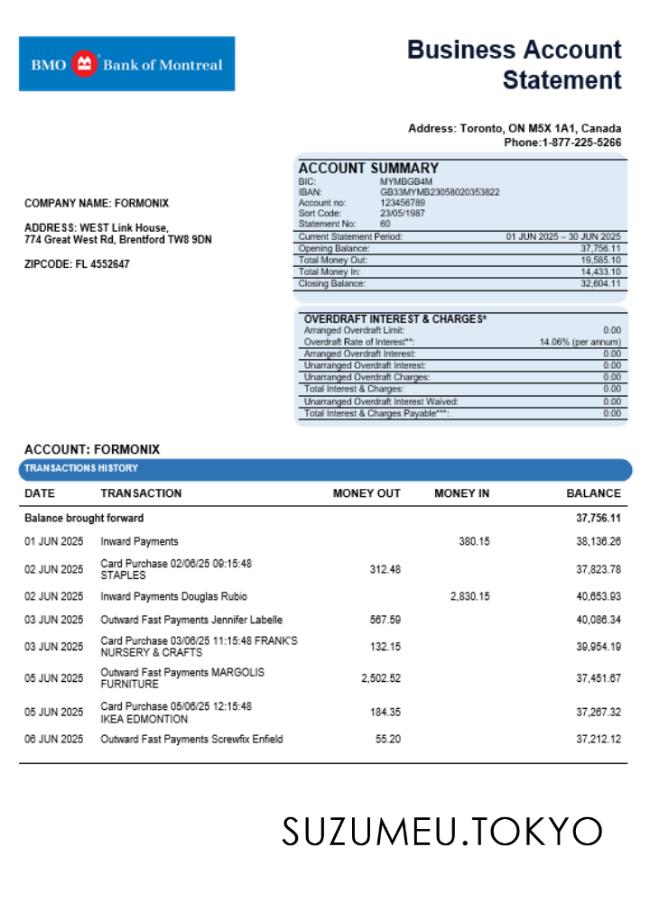 BMO Bank of Montreal
Business Account
Statement
Address: Toronto, ON M5X 1A1, Canada
Phone:1-877-225-5266
COMPANY NAME: FORMONIX
ADDRESS: WEST Link House,
774 Great West Rd, Brentford TW8 9DN
ZIPCODE: FL 4552647
ACCOUNT SUMMARY
BIC: MYMBGB4M
IBAN: GB33MYMB23058020353822
Account no: 123456789
Sort Code: 23/05/1987
Statement No: 60
Current Statement Period: 01 JUN 2025 – 30 JUN 2025
Opening Balance: 37,756.11
Total Money Out: 19,585.10
Total Money In: 14,433.10
Closing Balance: 32,604.11
OVERDRAFT INTEREST & CHARGES*
Arranged Overdraft Limit: 0.00
Overdraft Rate of Interest**: 14.06% (per annum)
Arranged Overdraft Interest: 0.00
Unarranged Overdraft Interest: 0.00
Unarranged Overdraft Charges: 0.00
Total Interest & Charges: 0.00
Unarranged Overdraft Interest Waived: 0.00
Total Interest & Charges Payable***: 0.00
ACCOUNT: FORMONIX
TRANSACTIONS HISTORY
DATE TRANSACTION MONEY OUT MONEY IN BALANCE
Balance brought forward 37,756.11
01 JUN 2025 Inward Payments 380.15 38,136.26
02 JUN 2025 Card Purchase 02/06/25 09:15:48
STAPLES 312.48 37,823.78
02 JUN 2025 Inward Payments Douglas Rubio 2,830.15 40,653.93
03 JUN 2025 Outward Fast Payments Jennifer Labelle 567.59 40,086.34
03 JUN 2025 Card Purchase 03/06/25 11:15:48 FRANK'S
NURSERY & CRAFTS 132.15 39,954.19
05 JUN 2025 Outward Fast Payments MARGOLIS
FURNITURE 2,502.52 37,451.67
05 JUN 2025 Card Purchase 05/06/25 12:15:48
IKEA EDMONTION 184.35 37,267.32
06 JUN 2025 Outward Fast Payments Screwfix Enfield 55.20 37,212.12
SUZUMEU.TOKYO